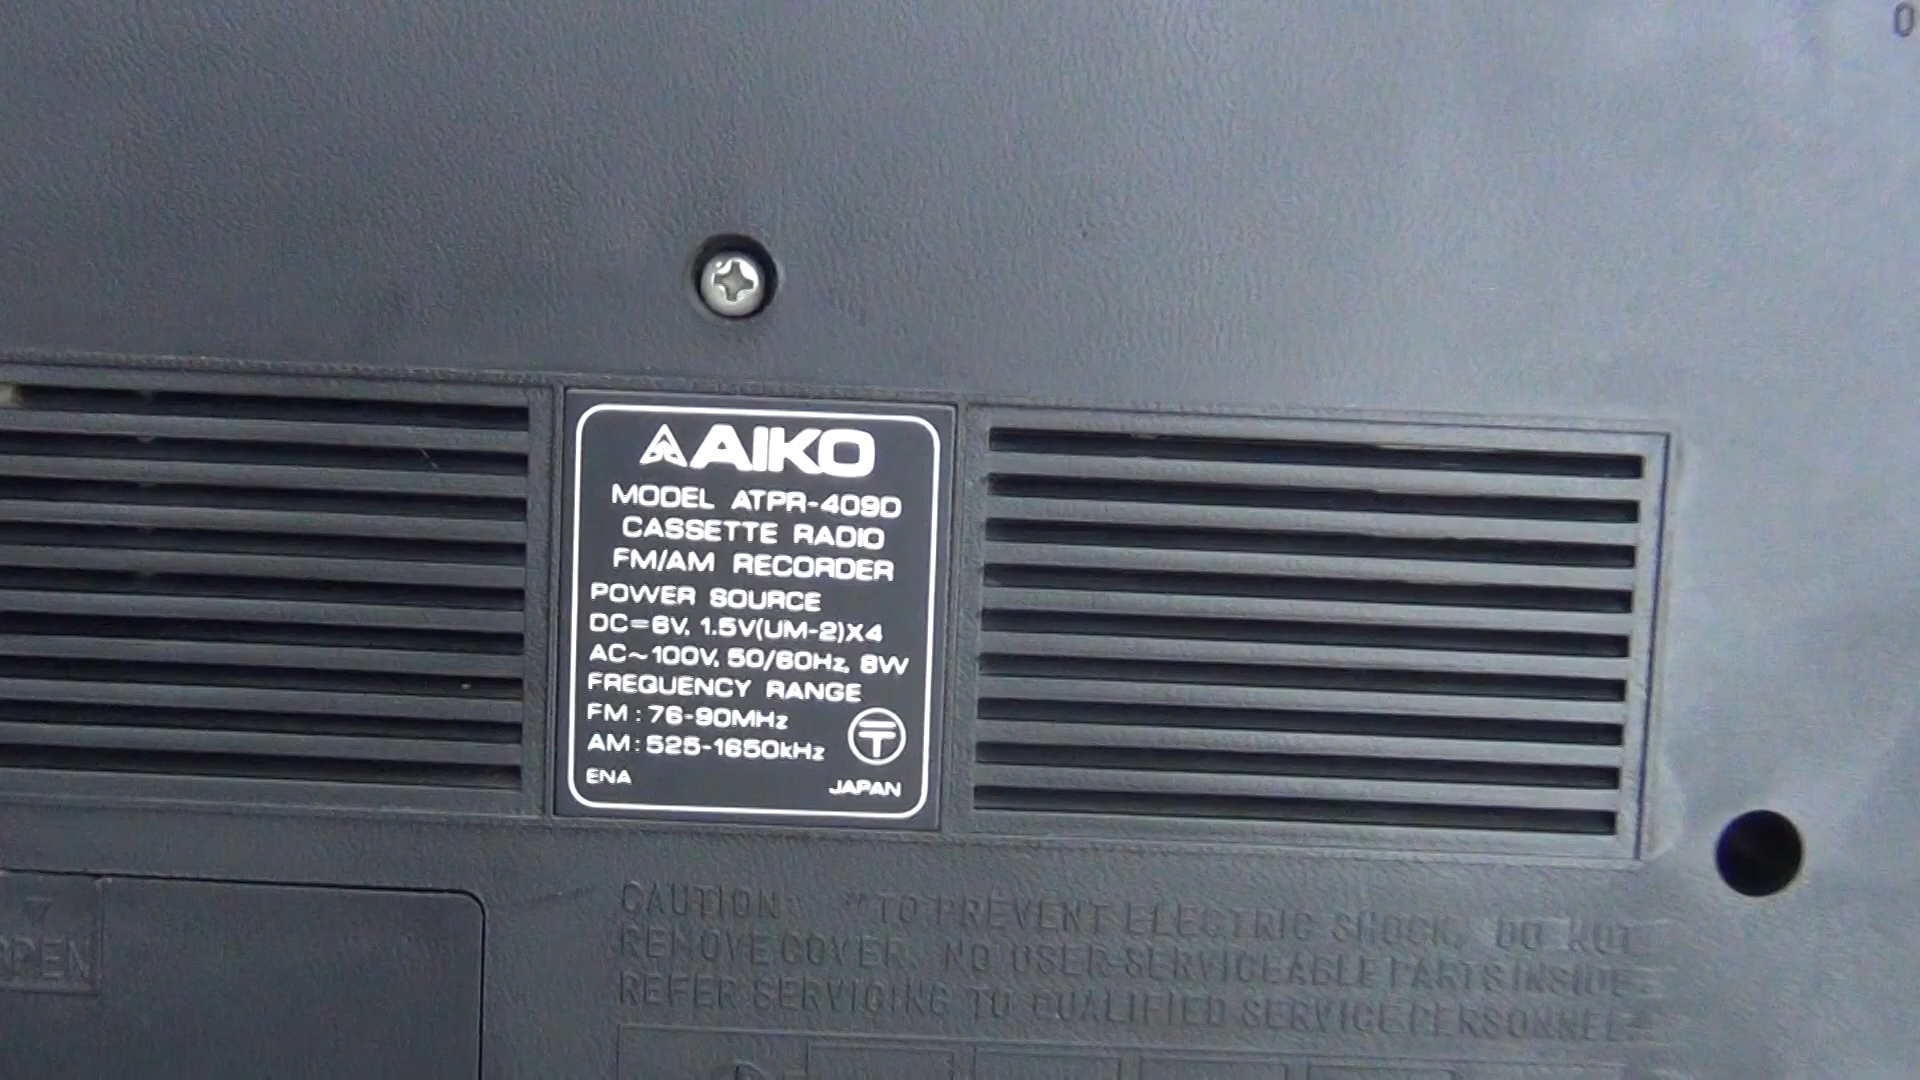 AIKO
MODEL ATPR-409D
CASSETTE RADIO
FM/AM RECORDER
POWER SOURCE
DC=6V, 1.5V(UM-2)X4
AC~100V, 50/60Hz, 8W
FREQUENCY RANGE
FM : 76-90MHz
AM : 525-1650kHz
ENA
JAPAN
OPEN
CAUTION: "TO PREVENT ELECTRIC SHOCK, DO NOT
REMOVE COVER. NO USER-SERVICEABLE PARTS INSIDE.
REFER SERVICING TO QUALIFIED SERVICE PERSONNEL.